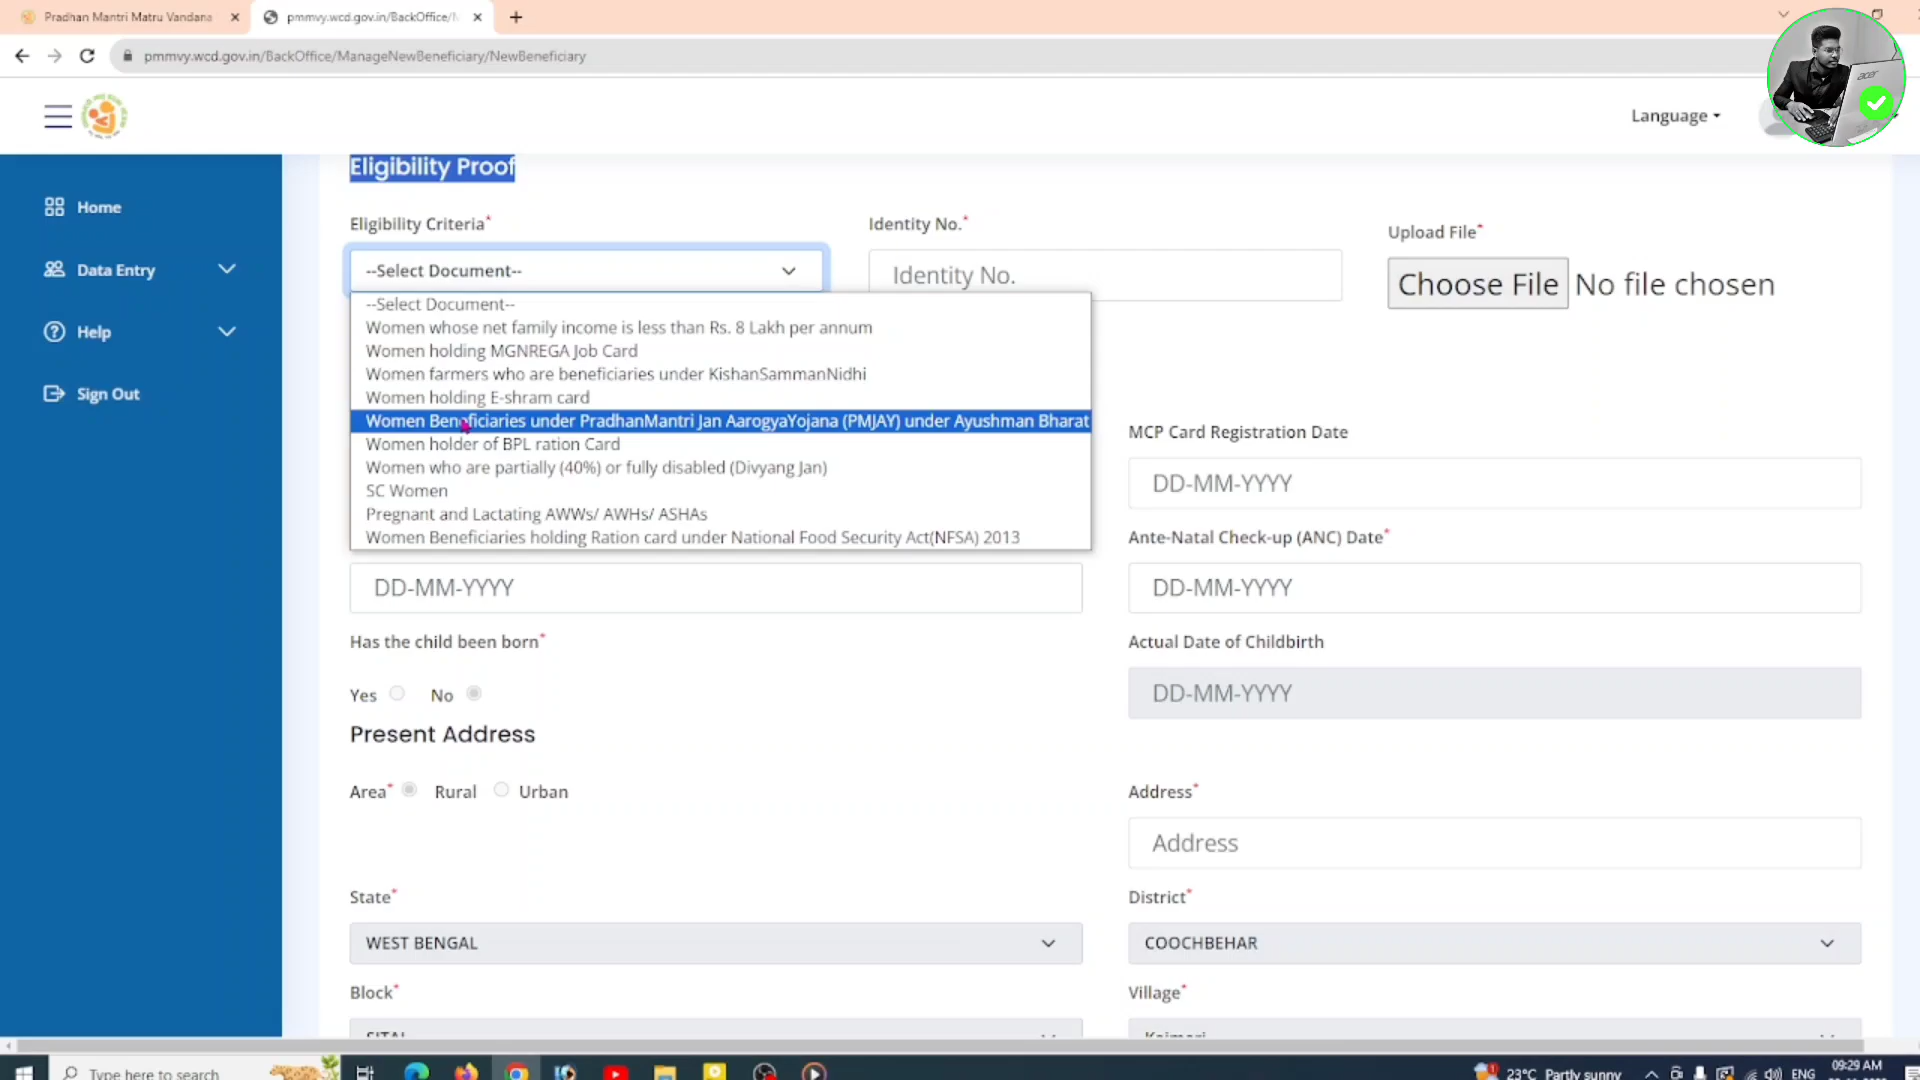 Pradhan Mantri Matru Vandana
pmmvy.wcd.gov.in/BackOffice/
pmmvy.wcd.gov.in/BackOffice/ManageNewBeneficiary/NewBeneficiary
Language
acer
Eligibility Proof
Home
Data Entry
Help
Sign Out
Eligibility Criteria*
Identity No.*
Upload File*
--Select Document--
Identity No.
Choose File No file chosen
--Select Document--
Women whose net family income is less than Rs. 8 Lakh per annum
Women holding MGNREGA Job Card
Women farmers who are beneficiaries under KishanSammanNidhi
Women holding E-shram card
Women Beneficiaries under PradhanMantri Jan AarogyaYojana (PMJAY) under Ayushman Bharat
Women holder of BPL ration Card
Women who are partially (40%) or fully disabled (Divyang Jan)
SC Women
Pregnant and Lactating AWWs/ AWHs/ ASHAs
Women Beneficiaries holding Ration card under National Food Security Act(NFSA) 2013
MCP Card Registration Date
DD-MM-YYYY
Ante-Natal Check-up (ANC) Date*
DD-MM-YYYY
DD-MM-YYYY
Has the child been born*
Actual Date of Childbirth
Yes No
DD-MM-YYYY
Present Address
Area* Rural Urban
Address*
Address
State*
District*
WEST BENGAL
COOCHBEHAR
Block*
Village*
SITAI
Type here to search
23°C Partly sunny
ENG
09:29 AM